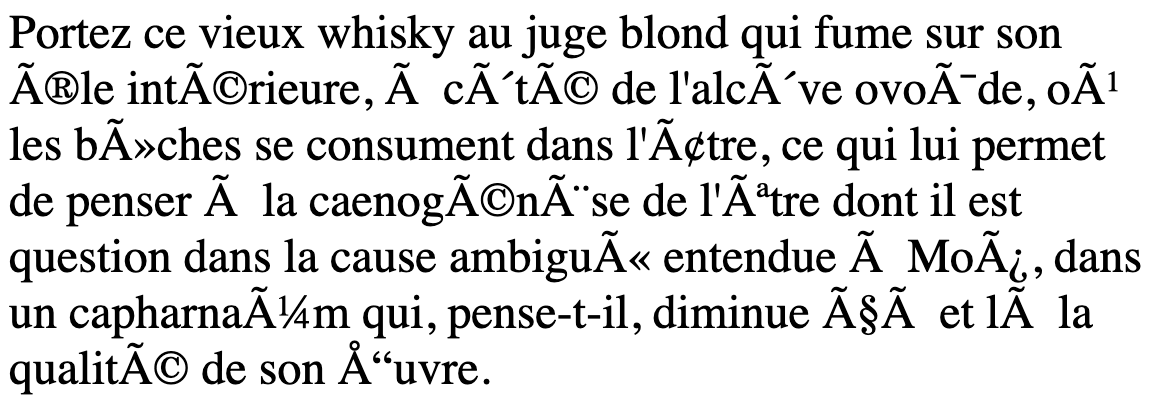 Portez ce vieux whisky au juge blond qui fume sur son
Ã®le intÃ©rieure, Ã  cÃ´tÃ© de l'alcÃ´ve ovoÃ¯de, oÃ¹
les bÃ»ches se consument dans l'Ã¢tre, ce qui lui permet
de penser Ã  la caenogÃ©nÃ¨se de l'Ãªtre dont il est
question dans la cause ambiguÃ« entendue Ã  MoÃ¿, dans
un capharnaÃ¼m qui, pense-t-il, diminue Ã§Ã  et lÃ  la
qualitÃ© de son Å“uvre.